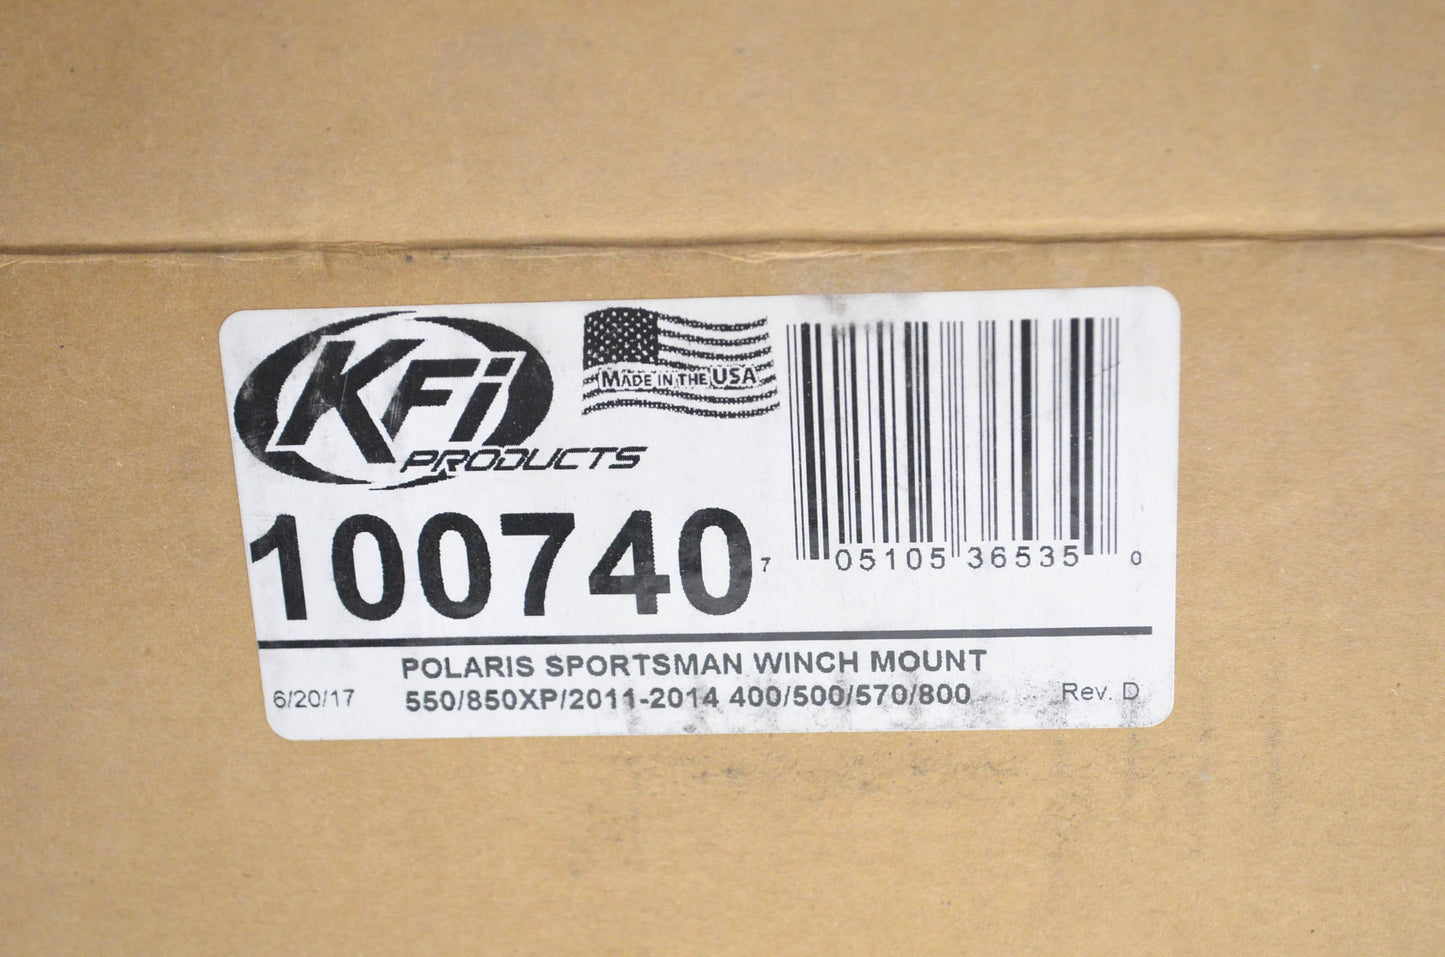 KFi
PRODUCTS
MADE IN THE USA
100740
7 05105 36535 0
POLARIS SPORTSMAN WINCH MOUNT
6/20/17 550/850XP/2011-2014 400/500/570/800 Rev. D